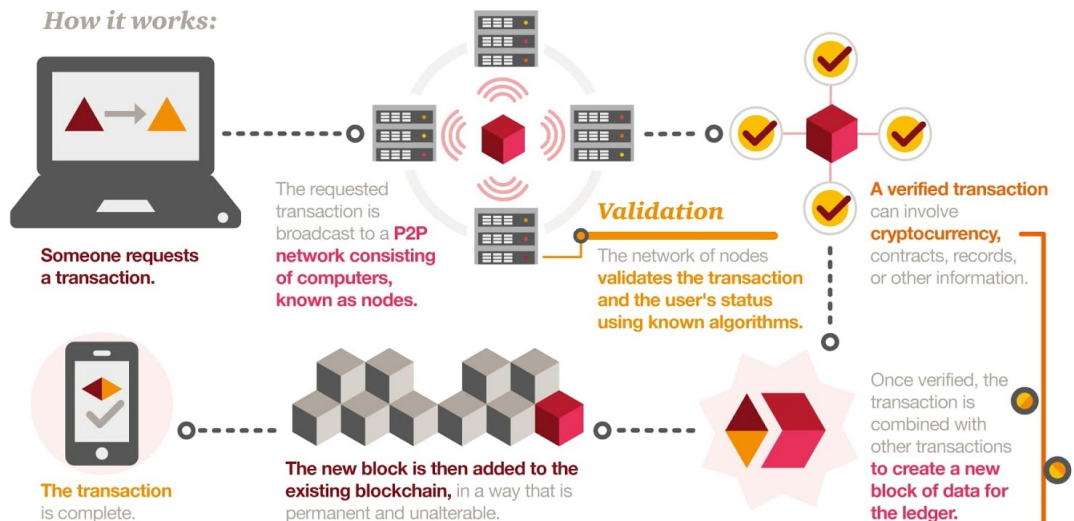 How it works:
Someone requests
a transaction.
The requested
transaction is
broadcast to a P2P
network consisting
of computers,
known as nodes.
Validation
The network of nodes
validates the transaction
and the user's status
using known algorithms.
A verified transaction
can involve
cryptocurrency,
contracts, records,
or other information.
Once verified, the
transaction is
combined with
other transactions
to create a new
block of data for
the ledger.
The new block is then added to the
existing blockchain, in a way that is
permanent and unalterable.
The transaction
is complete.